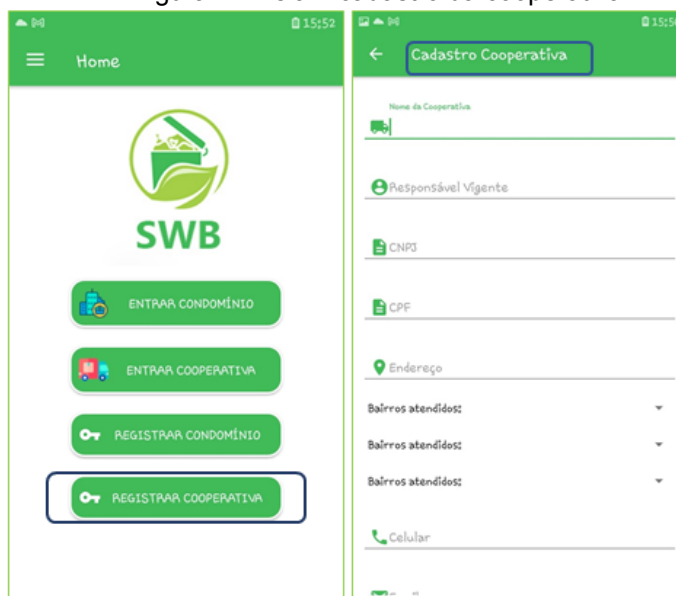 15:52
Home
SWB
ENTRAR CONDOMÍNIO
ENTRAR COOPERATIVA
REGISTRAR CONDOMÍNIO
REGISTRAR COOPERATIVA
Cadastro Cooperativa
Nome da Cooperativa
Responsável Vigente
CNPJ
CPF
Endereço
Bairros atendidos:
Bairros atendidos:
Bairros atendidos:
Celular